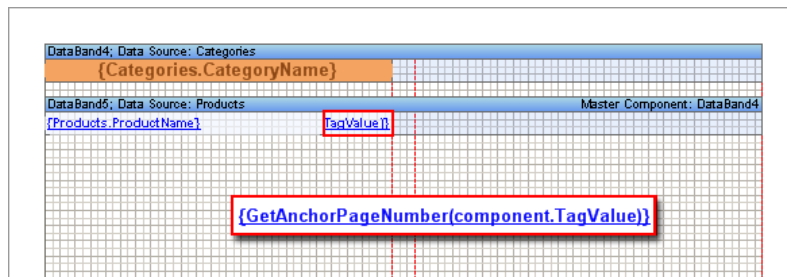 DataBand4; Data Source: Categories
{Categories.CategoryName}
DataBand5; Data Source: Products Master Component: DataBand4
{Products.ProductName} TagValue)}
{GetAnchorPageNumber(component.TagValue)}